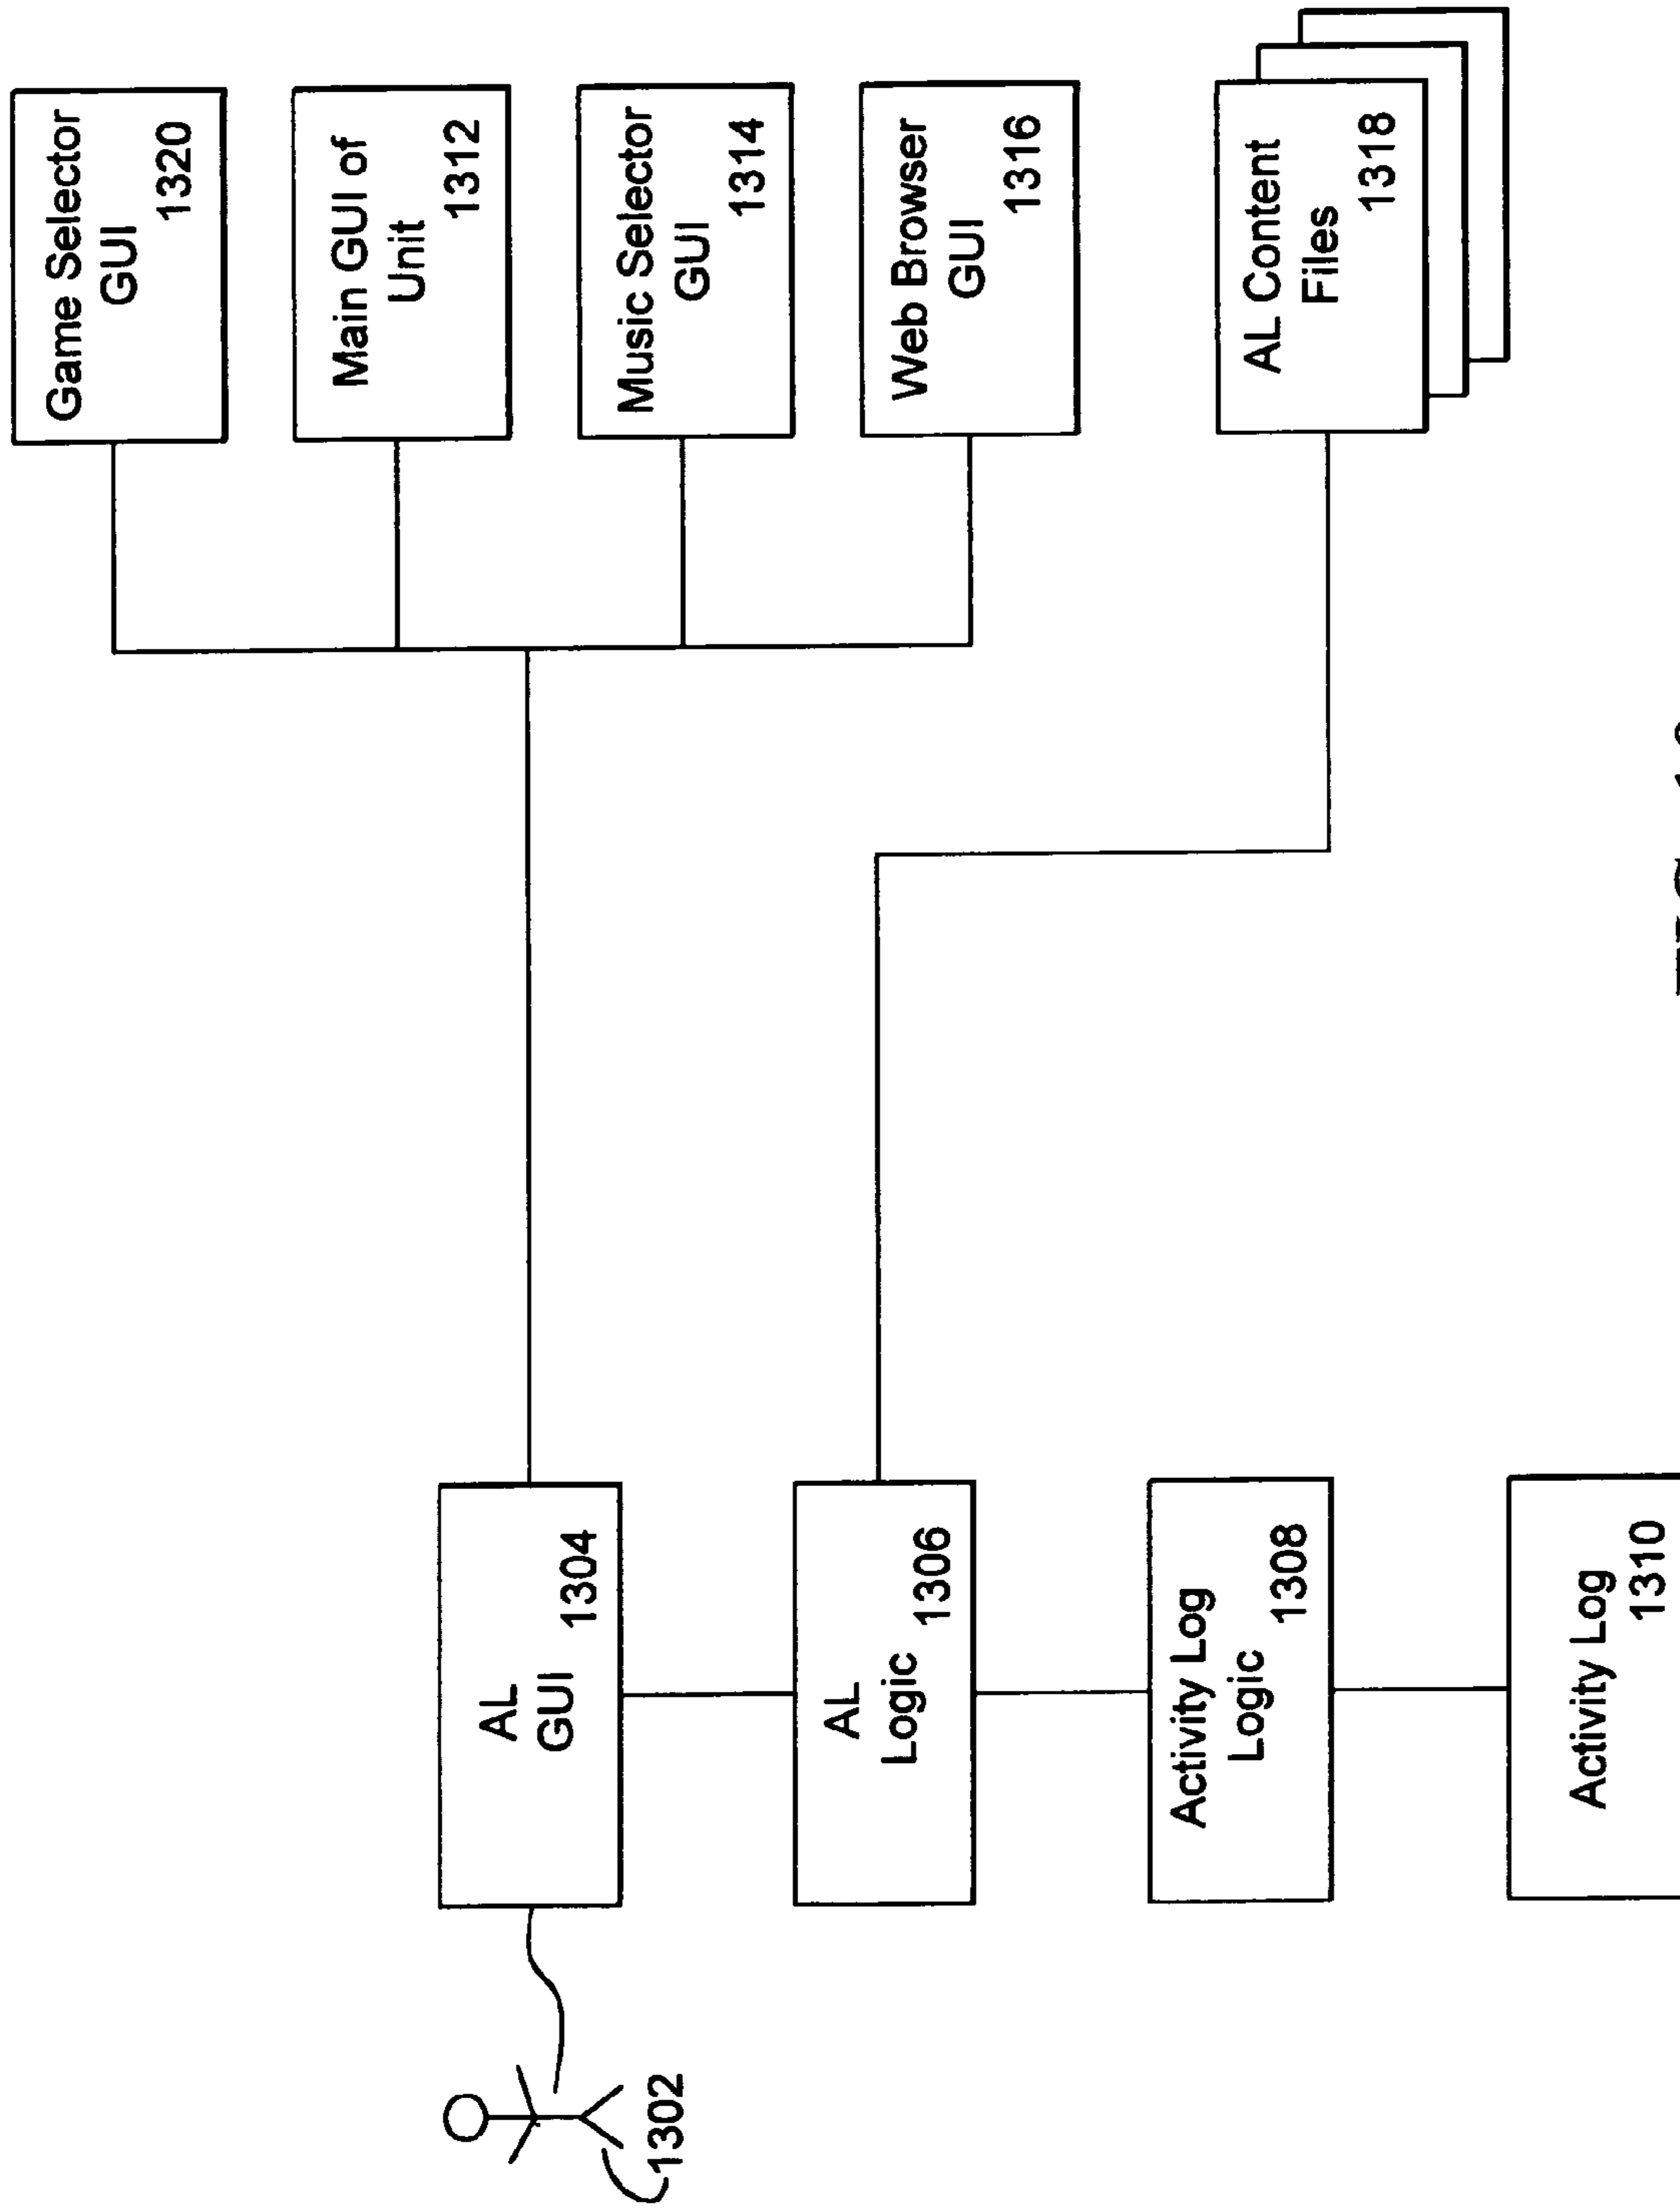 Game Selector
GUI
1320
Main GUI of
Unit
1312
Music Selector
GUI
1314
Web Browser
GUI
1316
AL Content
Files
1318
AL
GUI
1304
AL
Logic
1306
Activity Log
Logic
1308
Activity Log
1310
1302